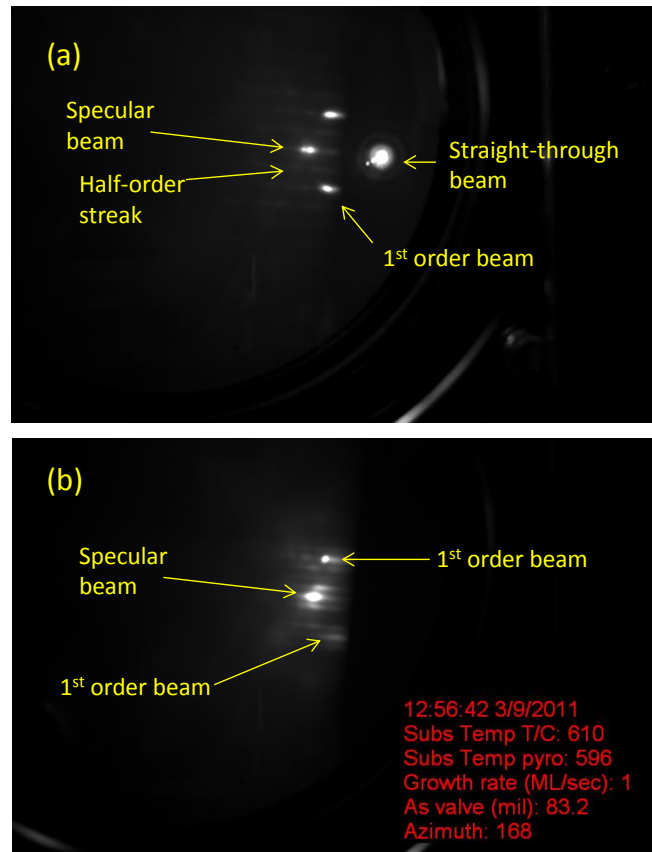 (a)
Specular
beam
Half-order
streak
Straight-through
beam
1st order beam
(b)
Specular
beam
1st order beam
1st order beam
12:56:42 3/9/2011
Subs Temp T/C: 610
Subs Temp pyro: 596
Growth rate (ML/sec): 1
As valve (mil): 83.2
Azimuth: 168